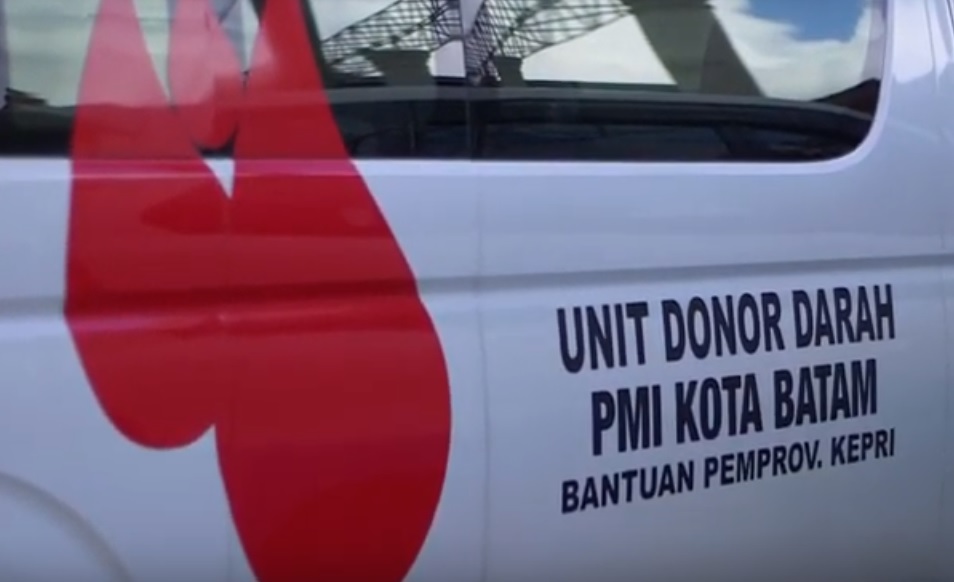 UNIT DONOR DARAH
PMI KOTA BATAM
BANTUAN PEMPROV. KEPRI